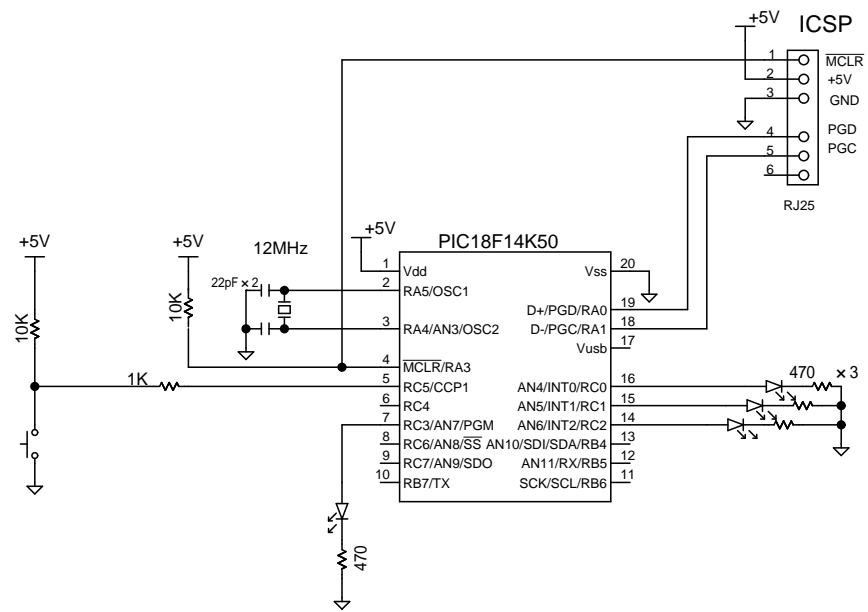 ICSP
+5V
1 MCLR
2 +5V
3 GND
4 PGD
5 PGC
6
RJ25
+5V
+5V
12MHz
+5V
PIC18F14K50
22pF×2
10K
10K
1K
1 Vdd
2 RA5/OSC1
3 RA4/AN3/OSC2
4 MCLR/RA3
5 RC5/CCP1
6 RC4
7 RC3/AN7/PGM
8 RC6/AN8/SS
9 RC7/AN9/SDO
10 RB7/TX
Vss 20
D+/PGD/RA0 19
D-/PGC/RA1 18
Vusb 17
AN4/INT0/RC0 16
AN5/INT1/RC1 15
AN6/INT2/RC2 14
AN10/SDI/SDA/RB4 13
AN11/RX/RB5 12
SCK/SCL/RB6 11
470 ×3
470